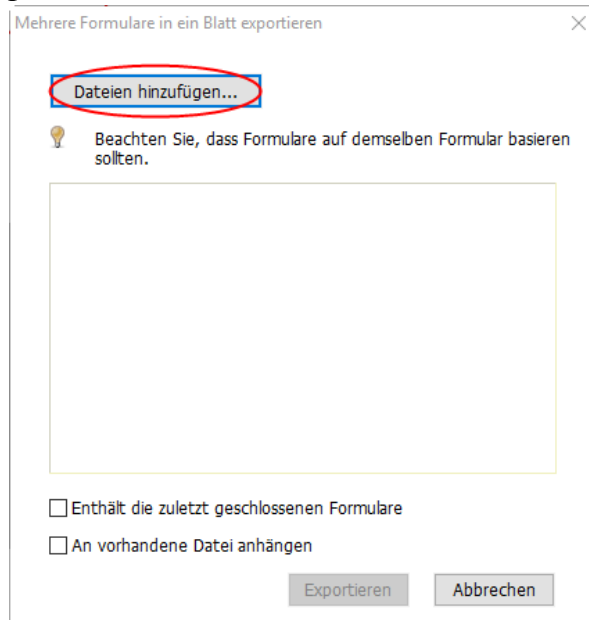 Mehrere Formulare in ein Blatt exportieren
Dateien hinzufügen...
Beachten Sie, dass Formulare auf demselben Formular basieren
sollten.
Enthält die zuletzt geschlossenen Formulare
An vorhandene Datei anhängen
Exportieren
Abbrechen